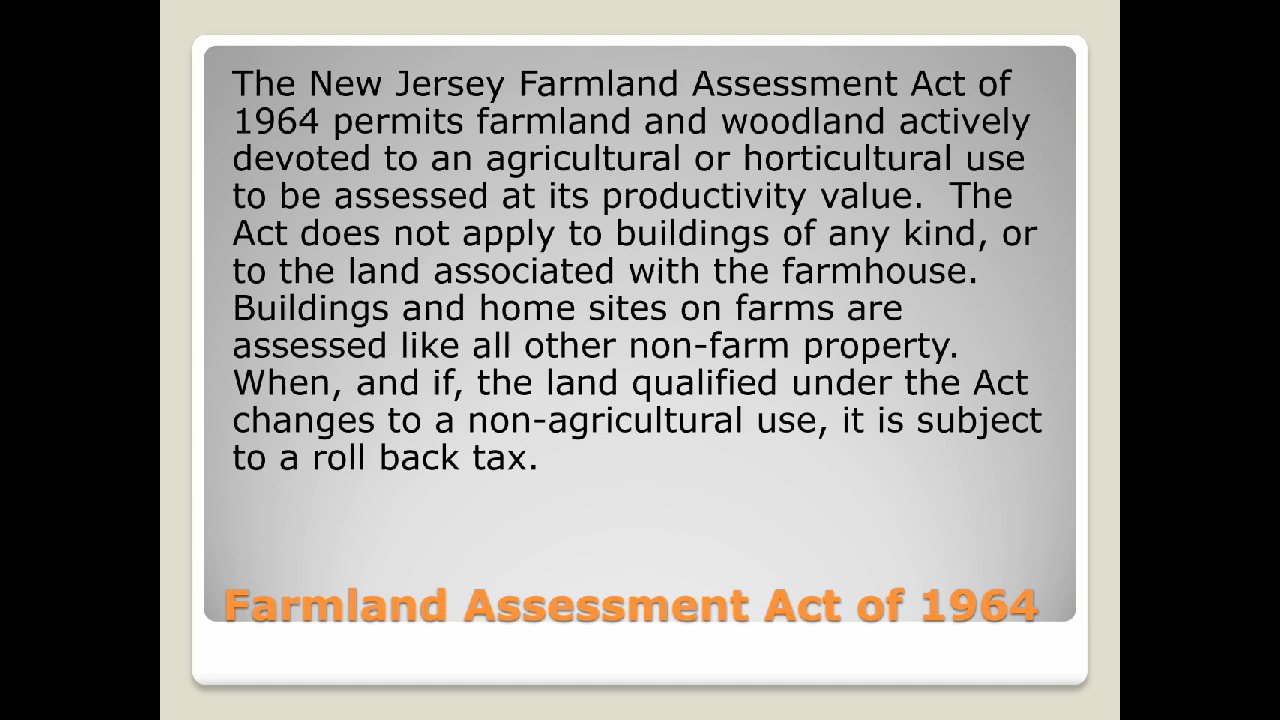 The New Jersey Farmland Assessment Act of
1964 permits farmland and woodland actively
devoted to an agricultural or horticultural use
to be assessed at its productivity value.  The
Act does not apply to buildings of any kind, or
to the land associated with the farmhouse.
Buildings and home sites on farms are
assessed like all other non-farm property.
When, and if, the land qualified under the Act
changes to a non-agricultural use, it is subject
to a roll back tax.
Farmland Assessment Act of 1964